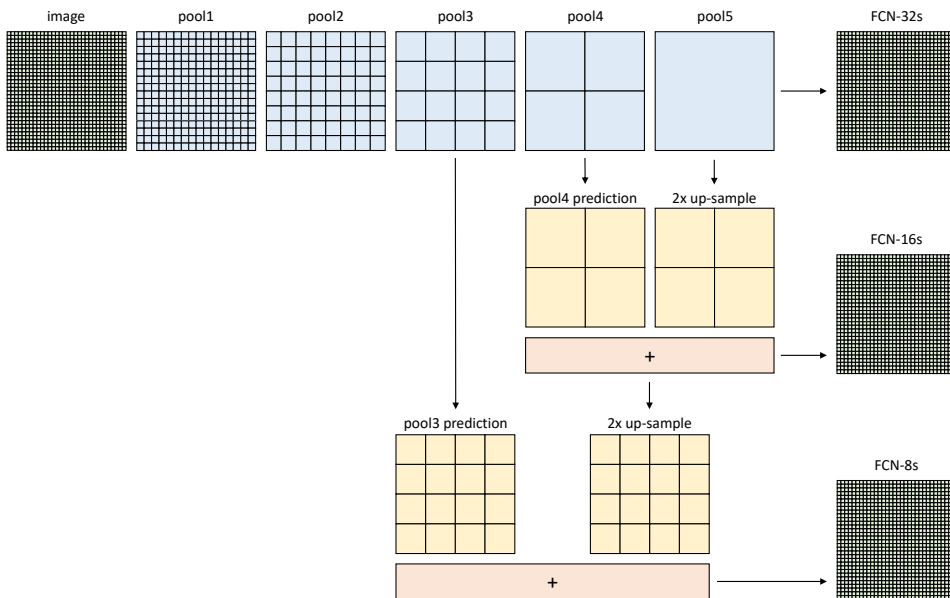 image
pool1
pool2
pool3
pool4
pool5
FCN-32s
pool4 prediction
2x up-sample
FCN-16s
+
pool3 prediction
2x up-sample
FCN-8s
+